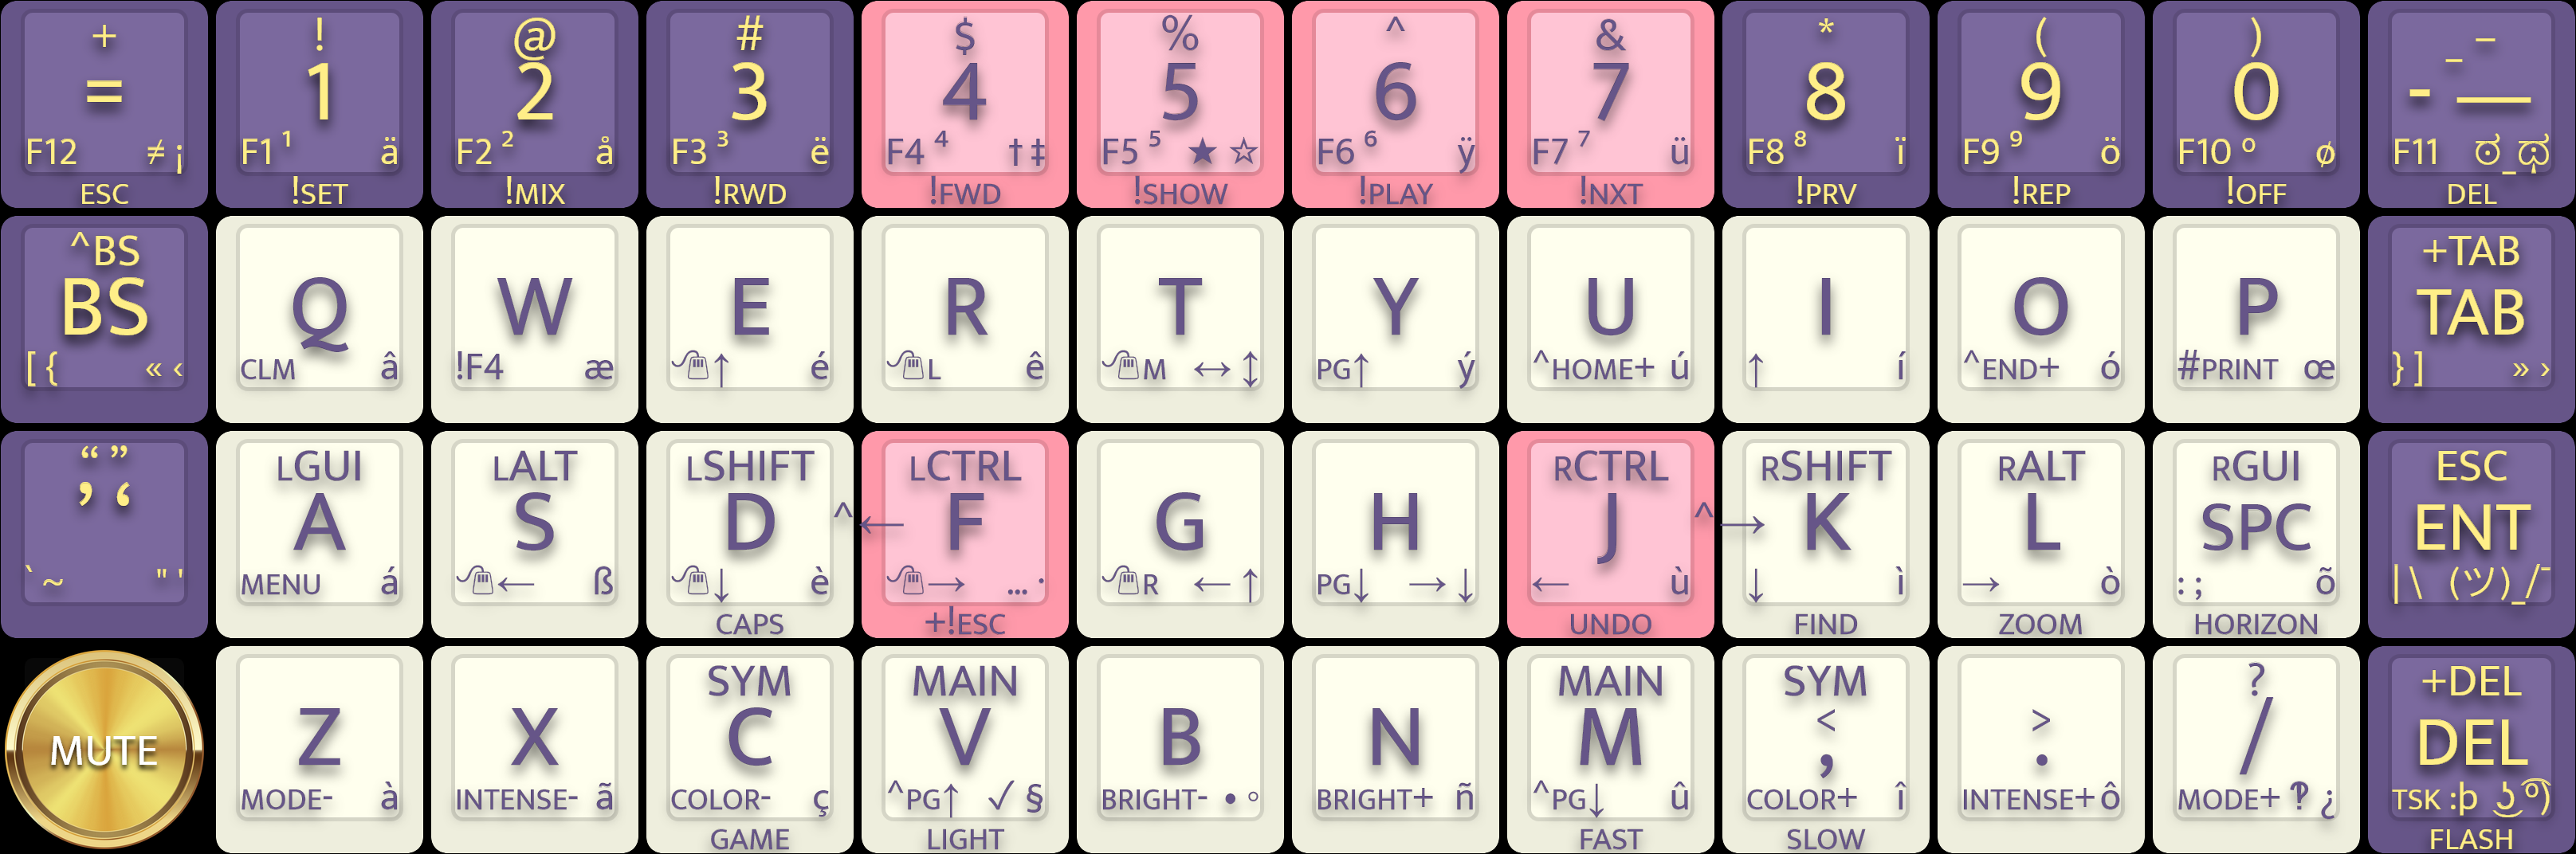 +
=
F12 ≠ ¡
ESC
!
1
F1 ¹ ä
!SET
@
2
F2 ² å
!MIX
#
3
F3 ³ ë
!RWD
$
4
F4 ⁴ † ‡
!FWD
%
5
F5 ⁵ ★ ☆
!SHOW
^
6
F6 ⁶ ÿ
!PLAY
&
7
F7 ⁷ ü
!NXT
*
8
F8 ⁸ ï
!PRV
(
9
F9 ⁹ ö
!REP
)
0
F10 º ø
!OFF
_ –
- —
F11 ಠ_ಥ
DEL
^BS
BS
[ { « ‹
Q
CLM â
W
!F4 æ
E
🖱↑ é
R
🖱L ê
T
🖱M ↔ ↕
Y
PG↑ ý
U
^HOME+ ú
I
↑ í
O
^END+ ó
P
#PRINT œ
+TAB
TAB
} ] » ›
“ ”
’ ‘
` ~ " '
LGUI
A
MENU á
LALT
S
🖱← ß
LSHIFT
D
🖱↓ è
CAPS
LCTRL
^← F
🖱→ … ·
+!ESC
G
🖱R ← ↑
H
PG↓ → ↓
RCTRL
J
← ù
UNDO
RSHIFT
^→ K
↓ ì
FIND
RALT
L
→ ò
ZOOM
RGUI
SPC
: ; õ
HORIZON
ESC
ENT
| \ (ツ)_/¯
MUTE
Z
MODE- à
X
INTENSE- ã
SYM
C
COLOR- ç
GAME
MAIN
V
^PG↑ ✓ §
LIGHT
B
BRIGHT- • ◦
N
BRIGHT+ ñ
MAIN
M
^PG↓ û
FAST
SYM
<
,
COLOR+ î
SLOW
>
.
INTENSE+ ô
?
/
MODE+ ‽ ¿
+DEL
DEL
TSK :þ ͜ʖ ͡º)
FLASH